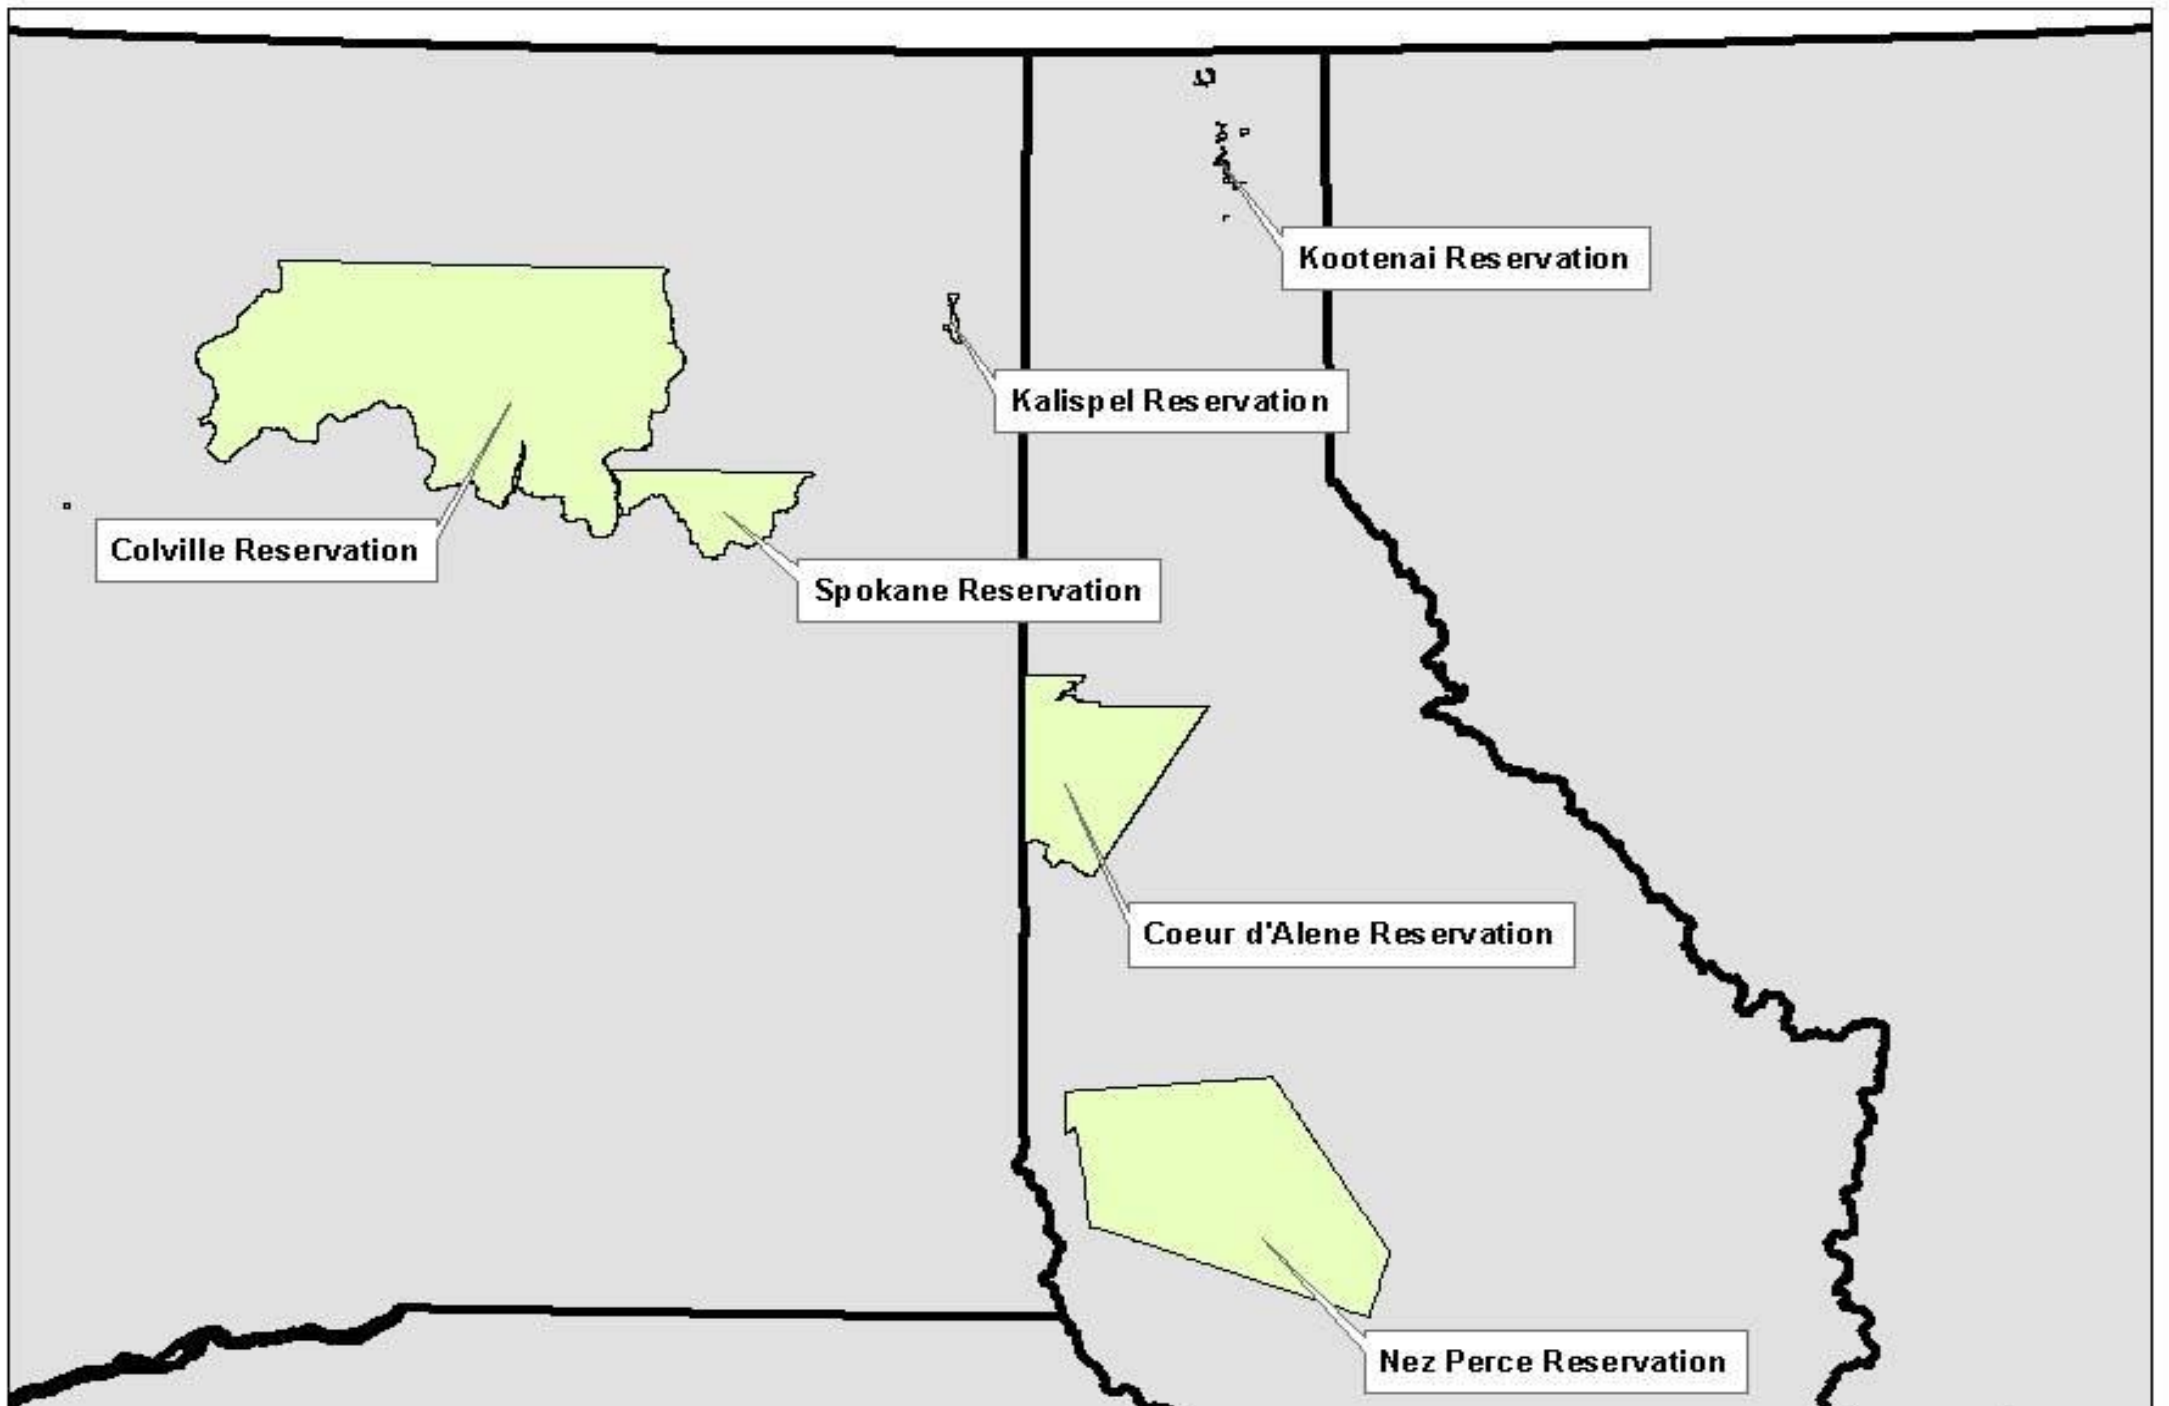 Kootenai Reservation
Kalispel Reservation
Colville Reservation
Spokane Reservation
Coeur d'Alene Reservation
Nez Perce Reservation